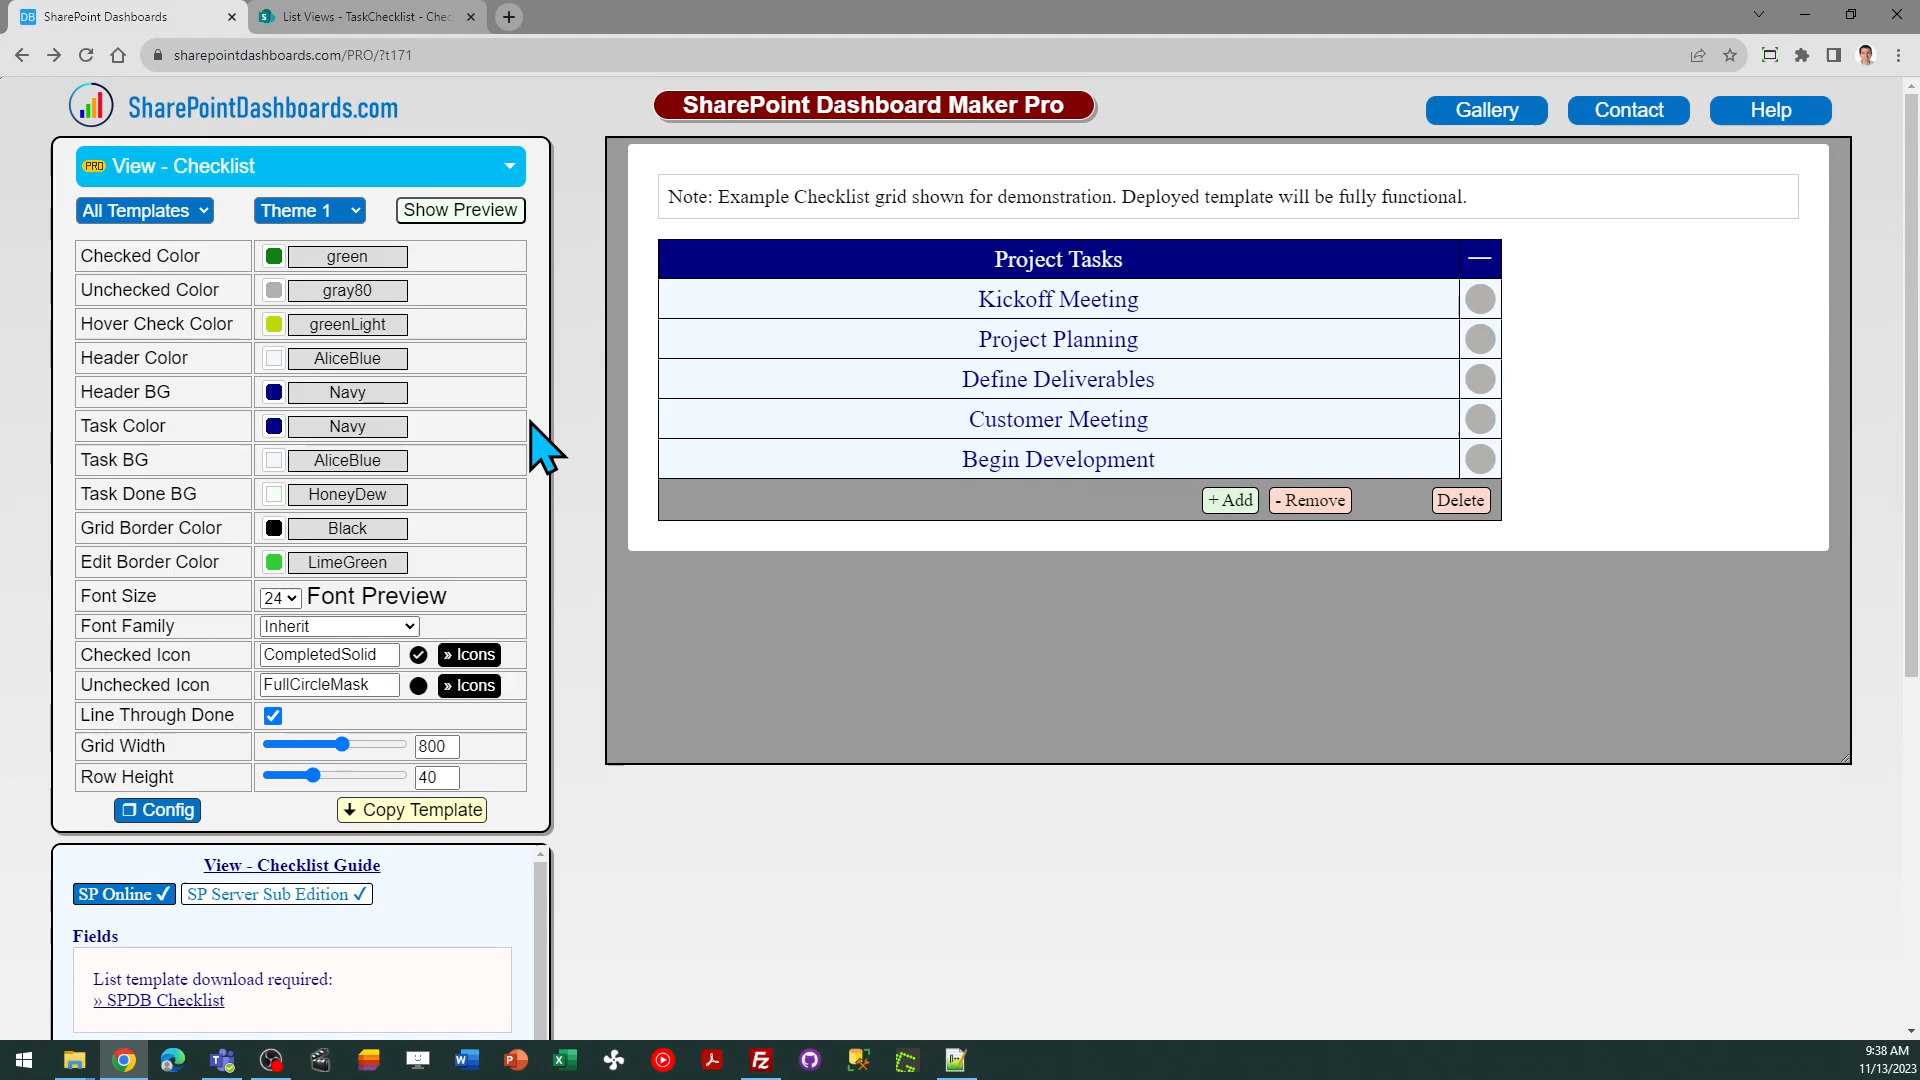 SharePoint Dashboards
List Views - TaskChecklist - Chec
sharepointdashboards.com/PRO/?t171
SharePointDashboards.com
SharePoint Dashboard Maker Pro
Gallery
Contact
Help
PRO View - Checklist
All Templates
Theme 1
Show Preview
Checked Color green
Unchecked Color gray80
Hover Check Color greenLight
Header Color AliceBlue
Header BG Navy
Task Color Navy
Task BG AliceBlue
Task Done BG HoneyDew
Grid Border Color Black
Edit Border Color LimeGreen
Font Size 24 Font Preview
Font Family Inherit
Checked Icon CompletedSolid » Icons
Unchecked Icon FullCircleMask » Icons
Line Through Done
Grid Width 800
Row Height 40
Config
Copy Template
View - Checklist Guide
SP Online ✓ SP Server Sub Edition ✓
Fields
List template download required:
» SPDB Checklist
Note: Example Checklist grid shown for demonstration. Deployed template will be fully functional.
Project Tasks
Kickoff Meeting
Project Planning
Define Deliverables
Customer Meeting
Begin Development
+ Add
- Remove
Delete
9:38 AM
11/13/2023